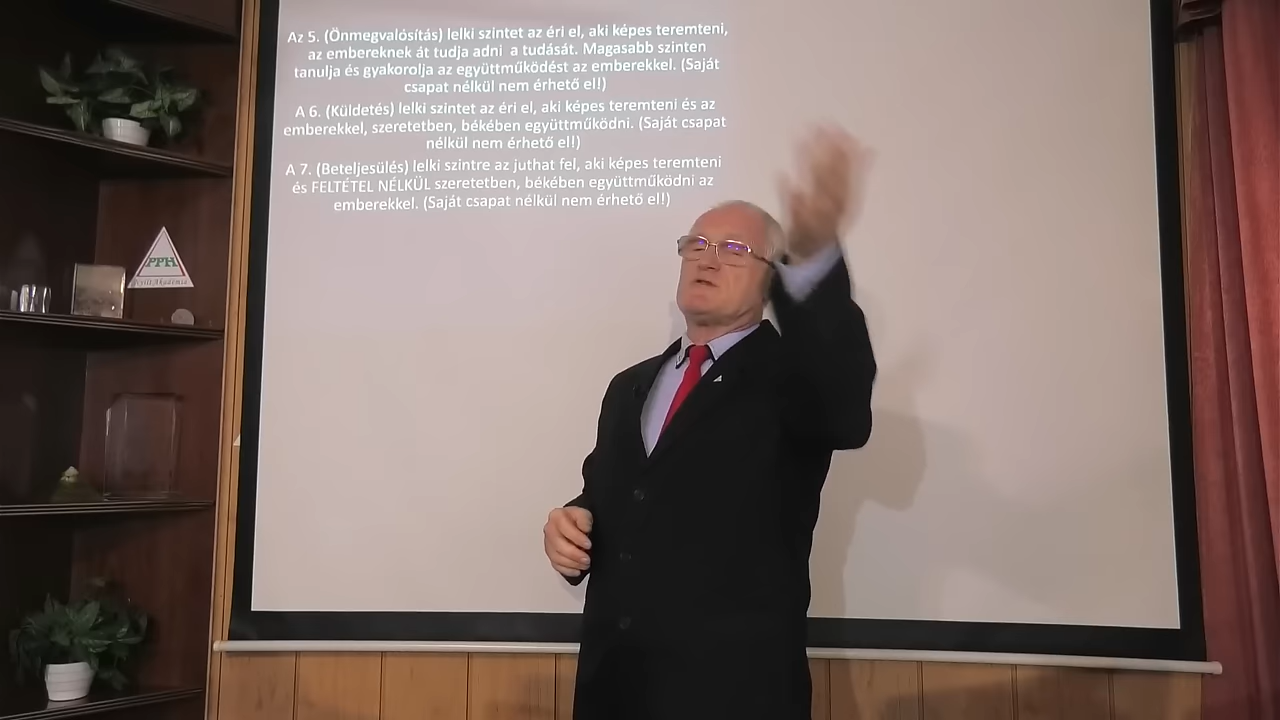 Az 5. (Önmegvalósítás) lelki szintet az éri el, aki képes teremteni,
az embereknek át tudja adni a tudását. Magasabb szinten
tanulja és gyakorolja az együttműködést az emberekkel. (Saját
csapat nélkül nem érhető el!)
A 6. (Küldetés) lelki szintet az éri el, aki képes teremteni és az
emberekkel, szeretetben, békében együttműködni. (Saját csapat
nélkül nem érhető el!)
A 7. (Beteljesülés) lelki szintre az juthat fel, aki képes teremteni
és FELTÉTEL NÉLKÜL szeretetben, békében együttműködni az
emberekkel. (Saját csapat nélkül nem érhető el!)
PPH
Nyílt Akadémia